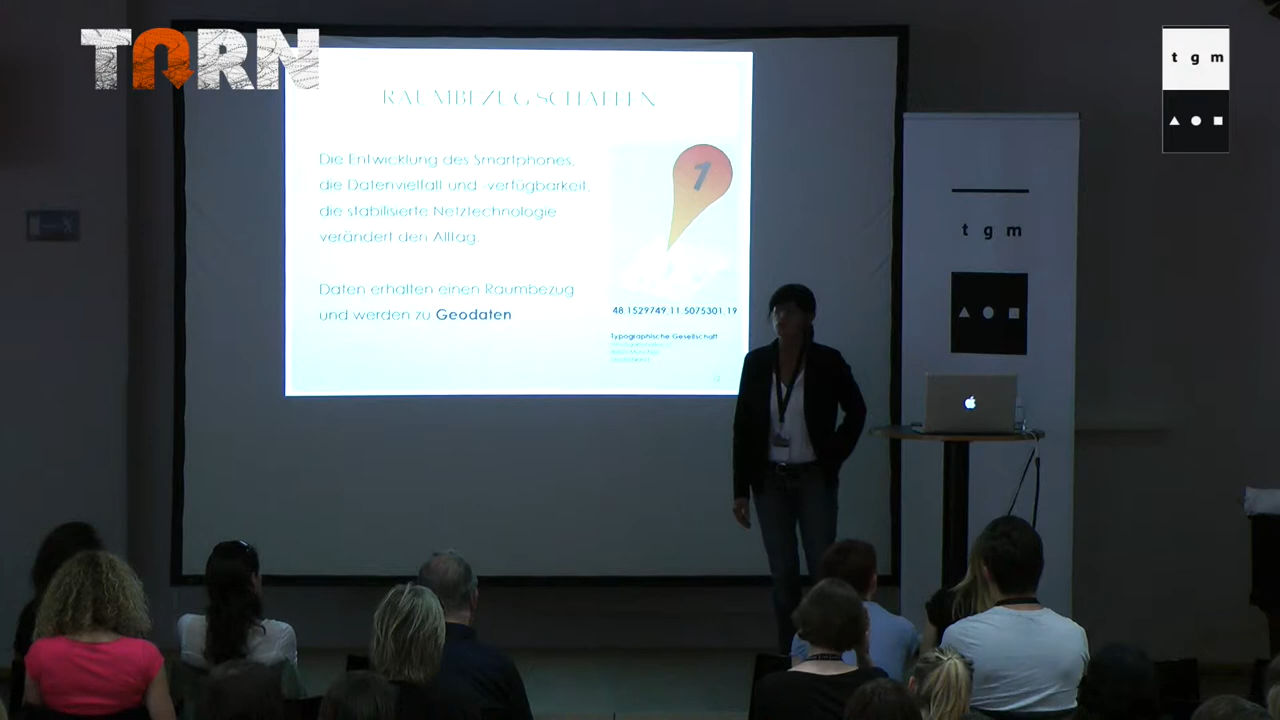 TURN
t g m
RAUMBEZUG SCHAFFEN
Die Entwicklung des Smartphones,
die Datenvielfalt und -verfügbarkeit,
die stabilisierte Netztechnologie
verändert den Alltag.
Daten erhalten einen Raumbezug
und werden zu Geodaten
1
48.1529749,11.5075301,19
Typographische Gesellschaft
t g m